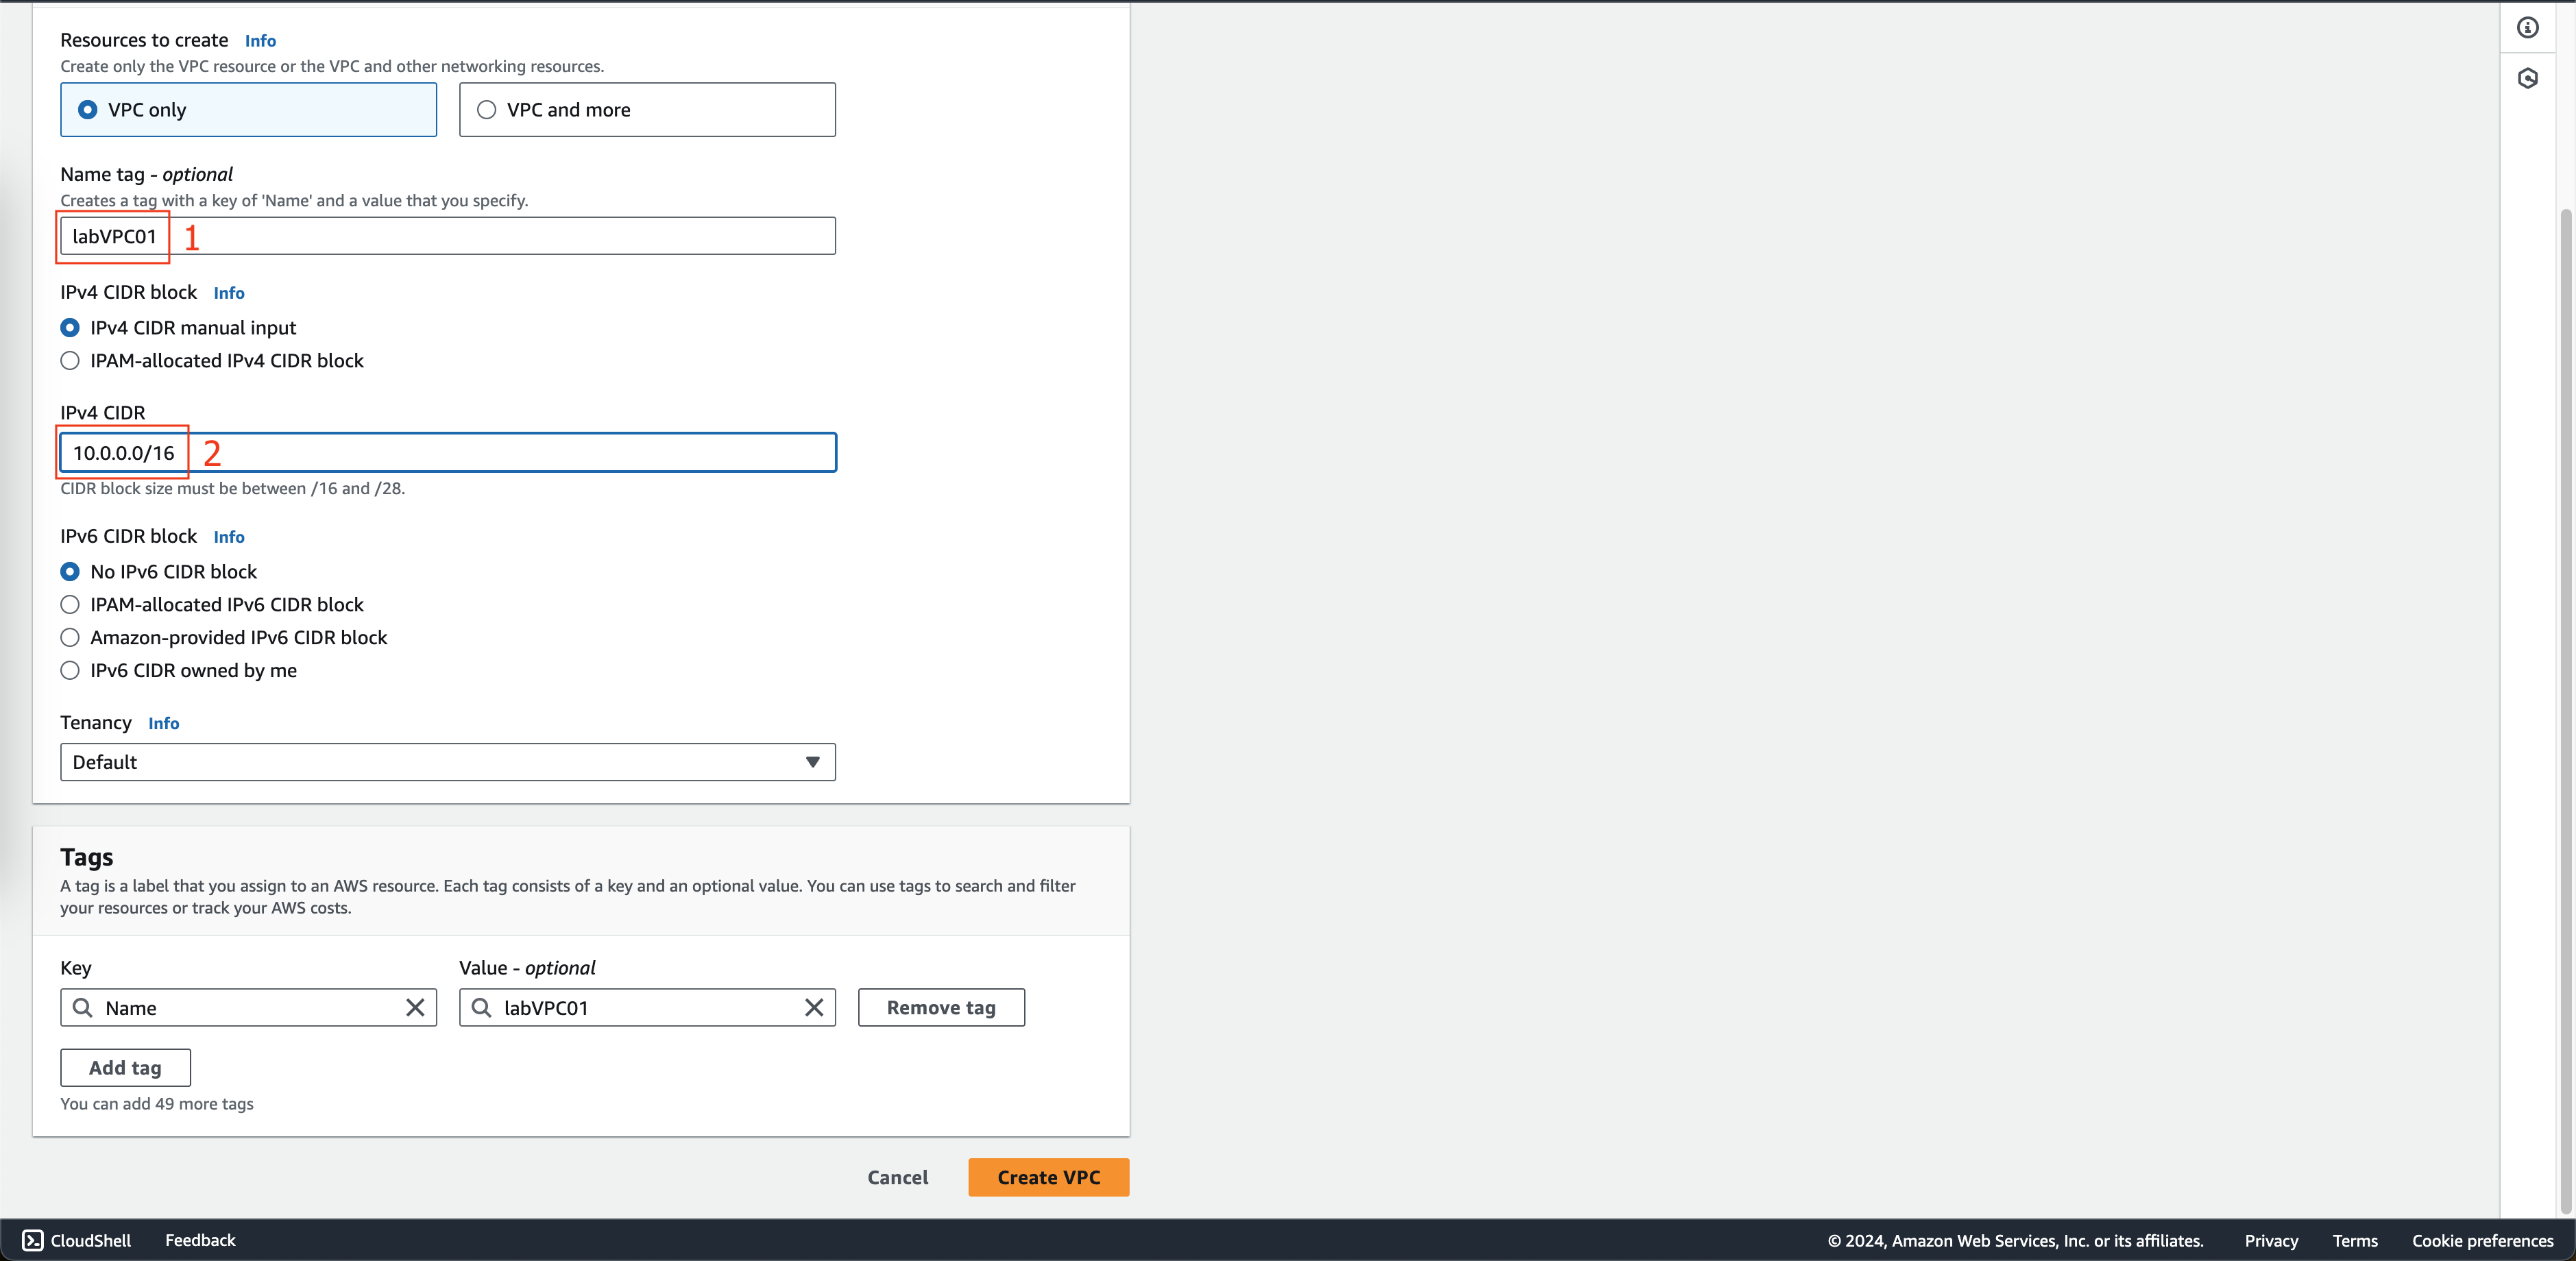 Resources to create Info
Create only the VPC resource or the VPC and other networking resources.
VPC only VPC and more
Name tag - optional
Creates a tag with a key of 'Name' and a value that you specify.
labVPC01 1
IPv4 CIDR block Info
IPv4 CIDR manual input
IPAM-allocated IPv4 CIDR block
IPv4 CIDR
10.0.0.0/16 2
CIDR block size must be between /16 and /28.
IPv6 CIDR block Info
No IPv6 CIDR block
IPAM-allocated IPv6 CIDR block
Amazon-provided IPv6 CIDR block
IPv6 CIDR owned by me
Tenancy Info
Default
Tags
A tag is a label that you assign to an AWS resource. Each tag consists of a key and an optional value. You can use tags to search and filter
your resources or track your AWS costs.
Key Value - optional
Name labVPC01 Remove tag
Add tag
You can add 49 more tags
Cancel Create VPC
CloudShell Feedback © 2024, Amazon Web Services, Inc. or its affiliates. Privacy Terms Cookie preferences